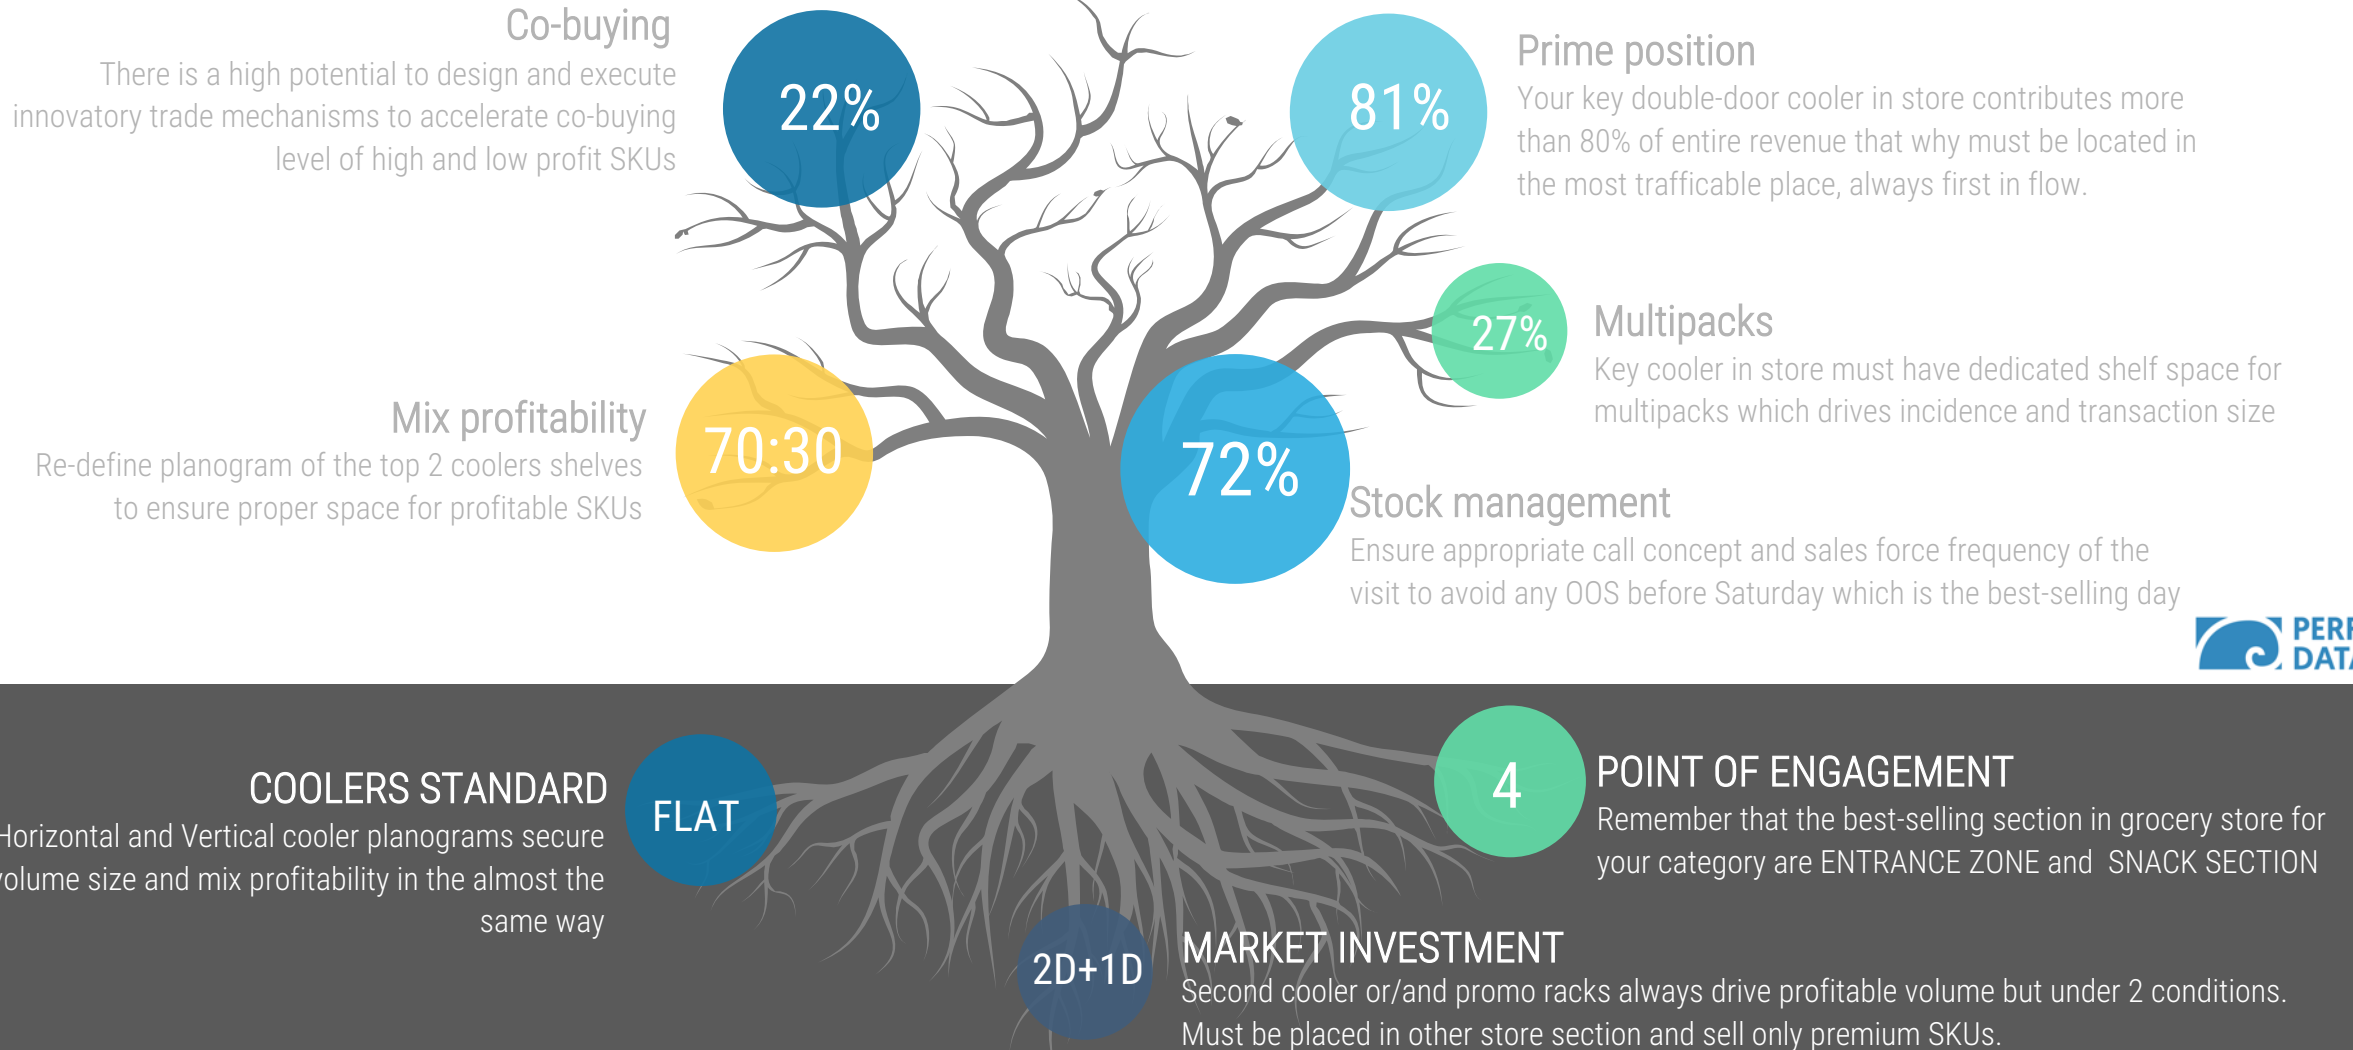 Co-buying
There is a high potential to design and execute
innovatory trade mechanisms to accelerate co-buying
level of high and low profit SKUs
22%
81%
Prime position
Your key double-door cooler in store contributes more
than 80% of entire revenue that why must be located in
the most trafficable place, always first in flow.
27%
Multipacks
Key cooler in store must have dedicated shelf space for
multipacks which drives incidence and transaction size
Mix profitability
Re-define planogram of the top 2 coolers shelves
to ensure proper space for profitable SKUs
70:30
72%
Stock management
Ensure appropriate call concept and sales force frequency of the
visit to avoid any OOS before Saturday which is the best-selling day
DATA
COOLERS STANDARD
Horizontal and Vertical cooler planograms secure
volume size and mix profitability in the almost the
same way
FLAT
4
POINT OF ENGAGEMENT
Remember that the best-selling section in grocery store for
your category are ENTRANCE ZONE and SNACK SECTION
2D+1D
MARKET INVESTMENT
Second cooler or/and promo racks always drive profitable volume but under 2 conditions.
Must be placed in other store section and sell only premium SKUs.